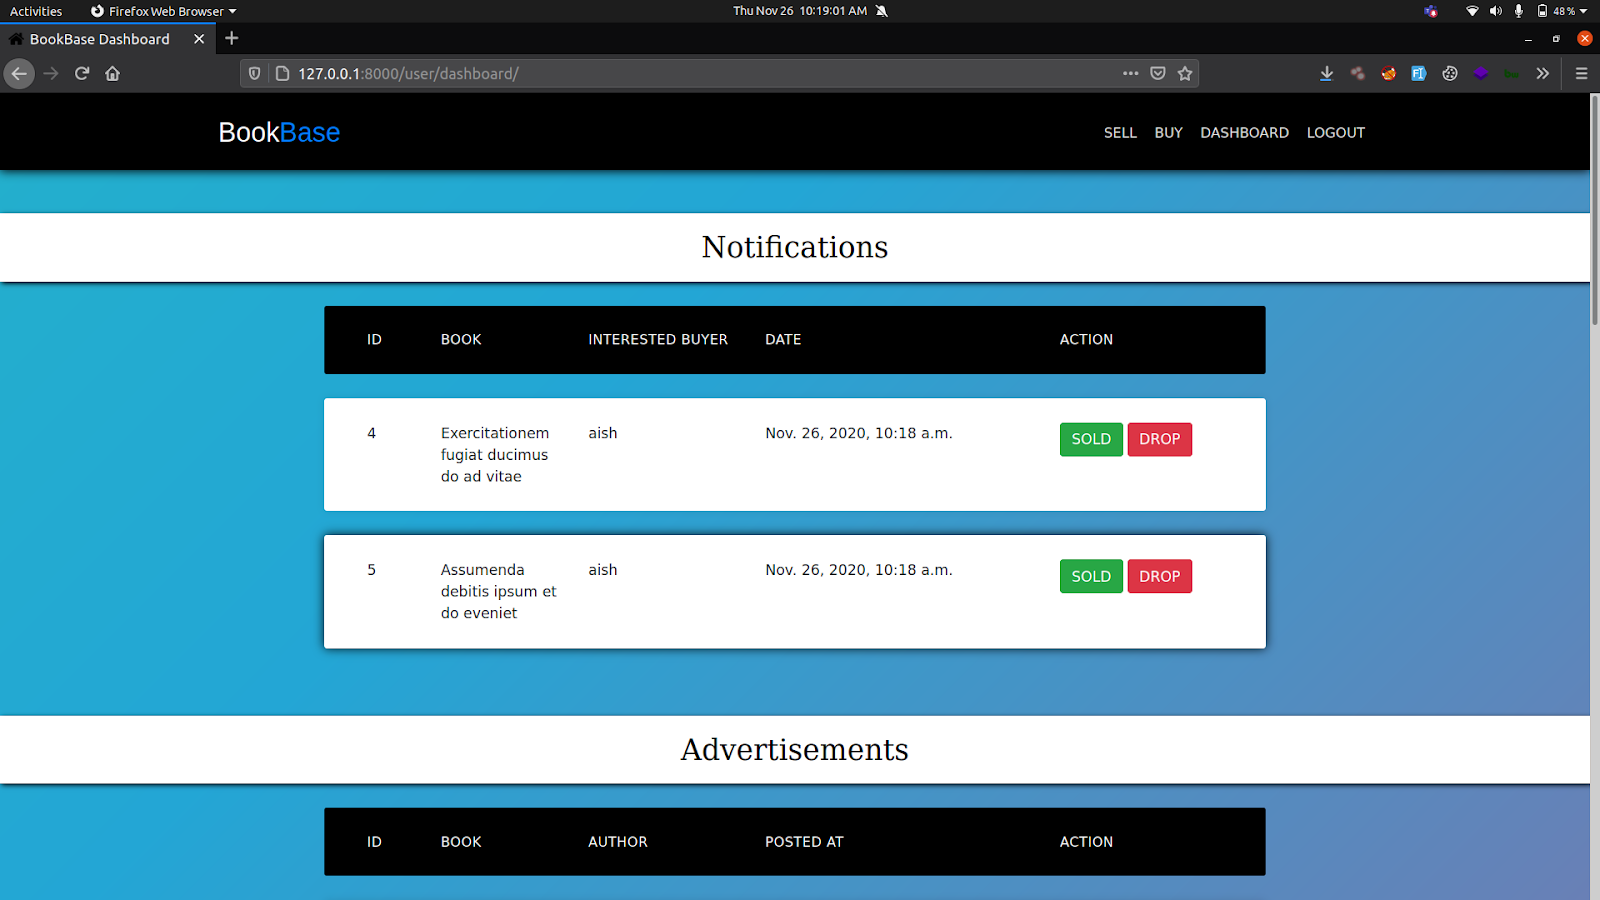 Activities Firefox Web Browser Thu Nov 26 10:19:01 AM 48 %
BookBase Dashboard
127.0.0.1:8000/user/dashboard/
BookBase SELL BUY DASHBOARD LOGOUT
Notifications
ID BOOK INTERESTED BUYER DATE ACTION
4 Exercitationem aish Nov. 26, 2020, 10:18 a.m. SOLD DROP
fugiat ducimus
do ad vitae
5 Assumenda aish Nov. 26, 2020, 10:18 a.m. SOLD DROP
debitis ipsum et
do eveniet
Advertisements
ID BOOK AUTHOR POSTED AT ACTION